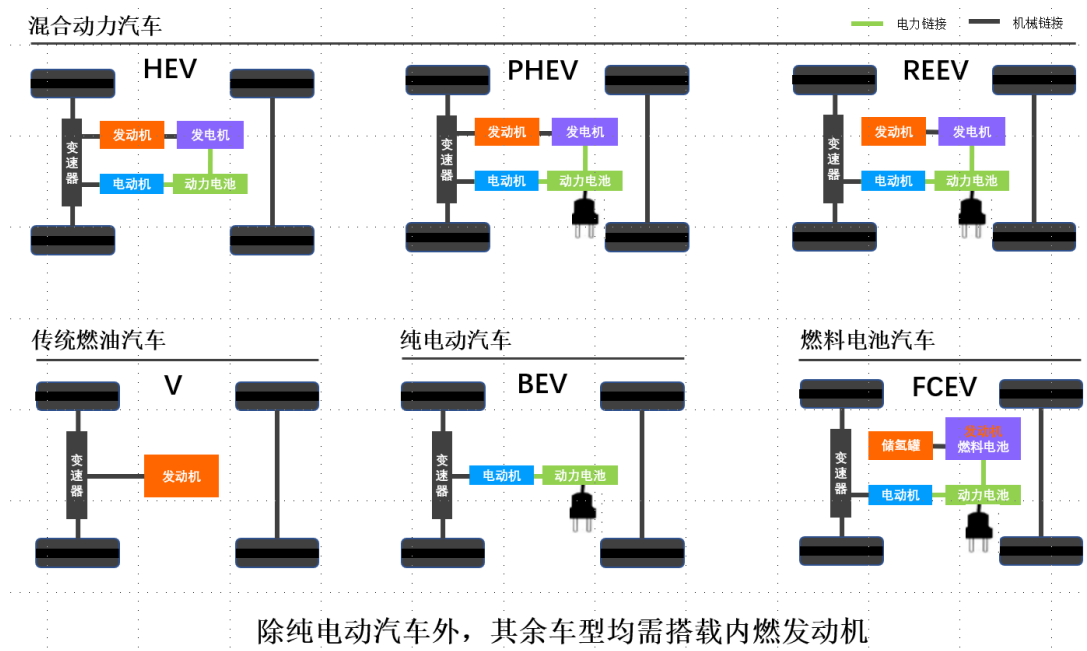 混合动力汽车
电力链接 机械链接
HEV
变速器
发动机 发电机
电动机 动力电池
PHEV
变速器
发动机 发电机
电动机 动力电池
REEV
变速器
发动机 发电机
电动机 动力电池
传统燃油汽车
V
变速器
发动机
纯电动汽车
BEV
变速器
电动机 动力电池
燃料电池汽车
FCEV
变速器
储氢罐
发动机
燃料电池
电动机 动力电池
除纯电动汽车外，其余车型均需搭载内燃发动机